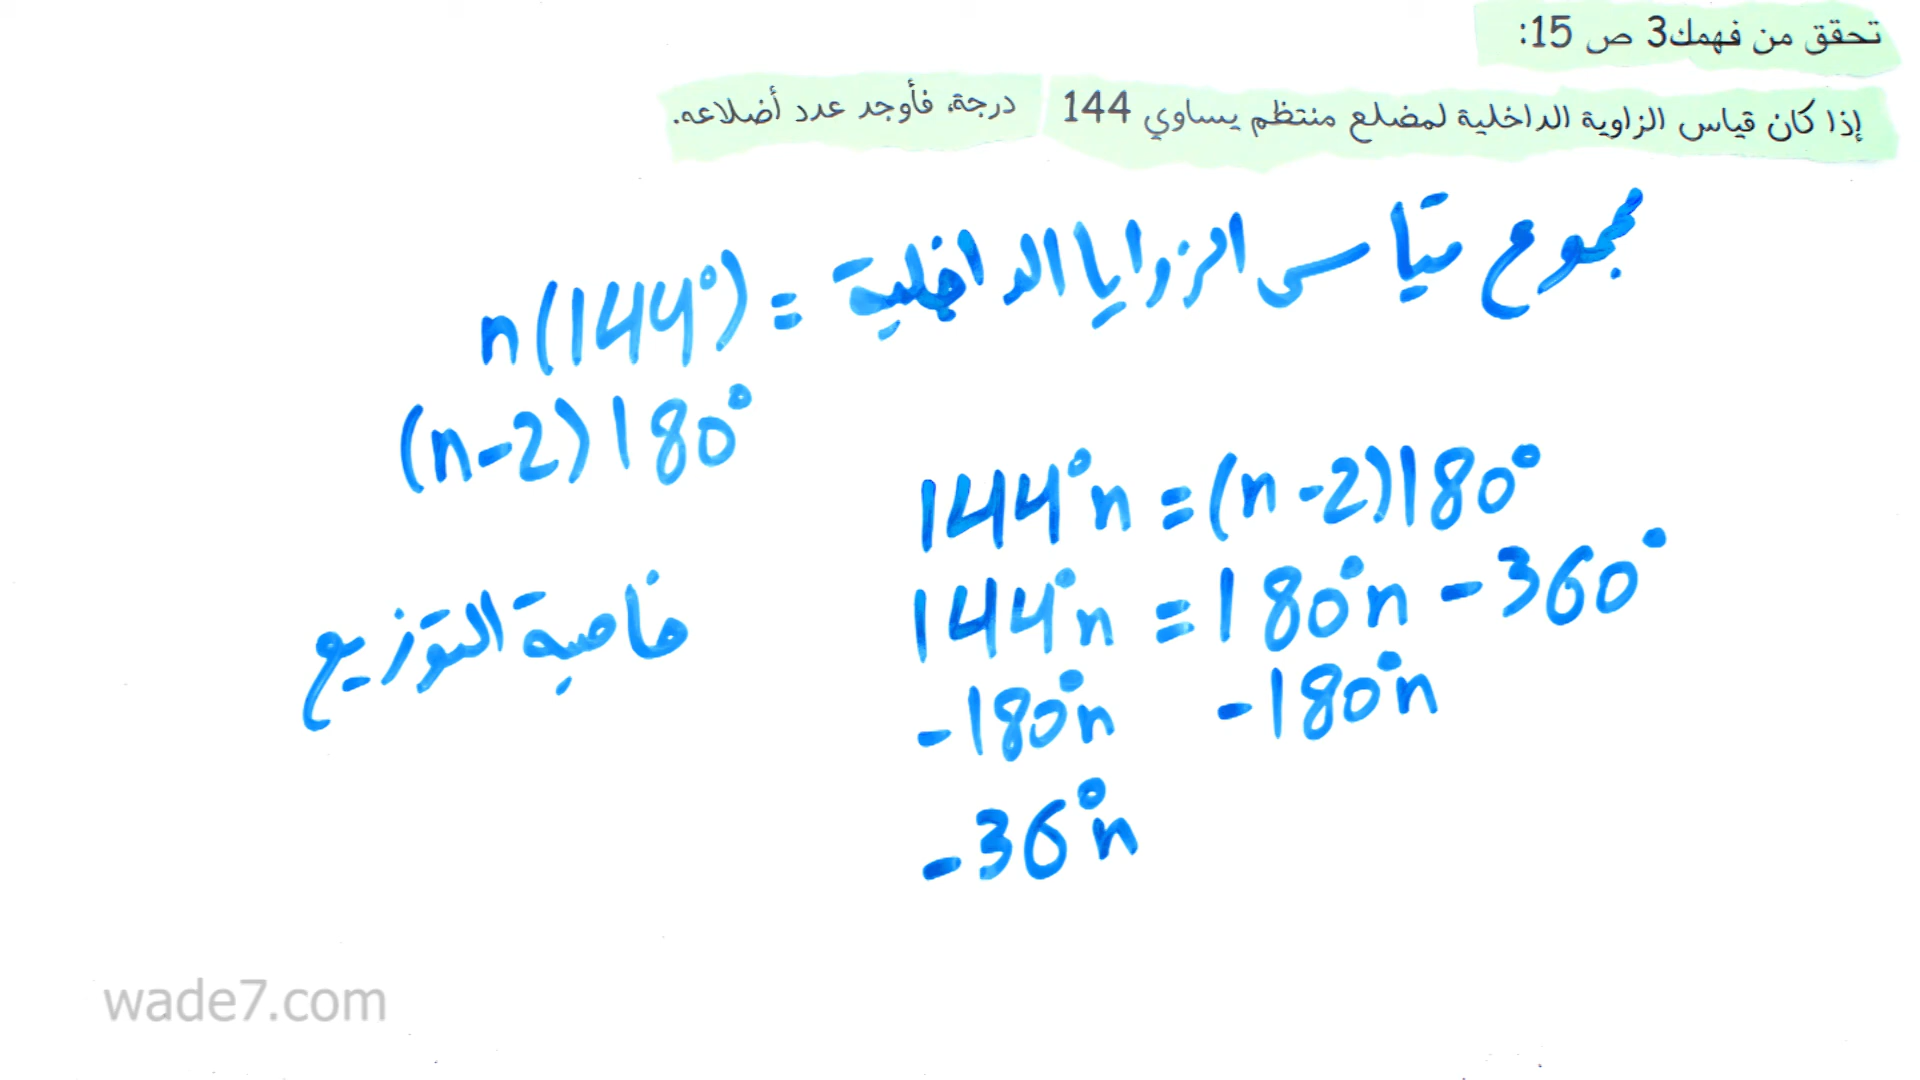 تحقق من فهمك3 ص 15:
إذا كان قياس الزاوية الداخلية لمضلع منتظم يساوي 144 درجة، فأوجد عدد أضلاعه.
مجموع قياس الزوايا الداخلية = n(144°)
(n-2)180°
144°n = (n-2)180°
144°n = 180°n - 360°
خاصية التوزيع
-180°n -180°n
-36°n
wade7.com